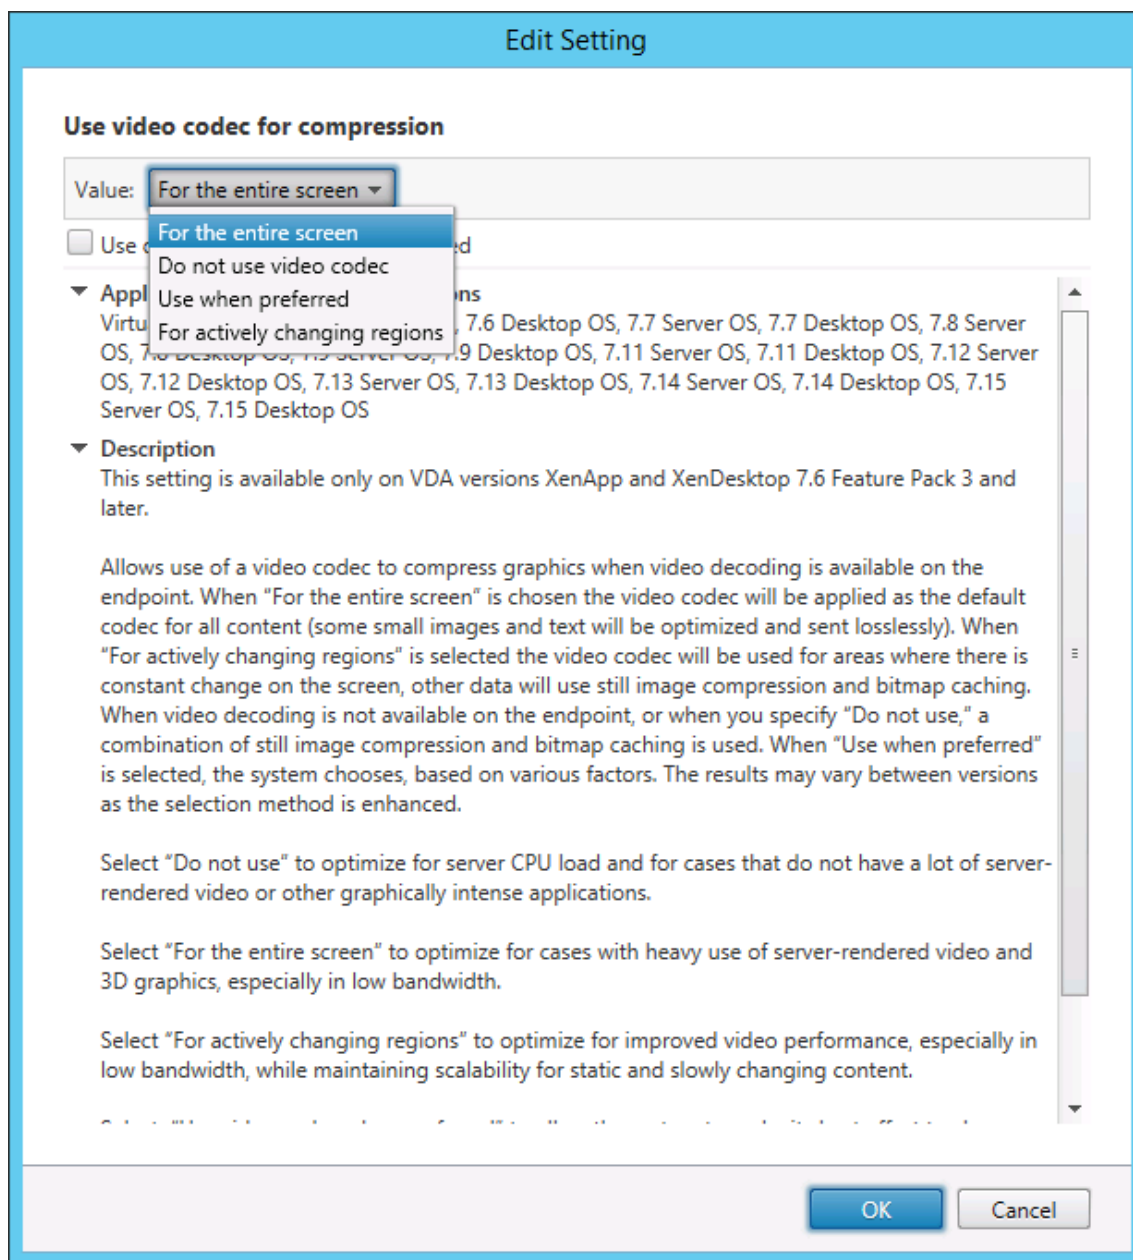 Edit Setting
Use video codec for compression
Value: For the entire screen
For the entire screen
Use
Do not use video codec
Use when preferred
For actively changing regions
Virtu , 7.6 Desktop OS, 7.7 Server OS, 7.7 Desktop OS, 7.8 Server
OS, 7.8 Desktop OS, 7.9 Server OS, 7.9 Desktop OS, 7.11 Server OS, 7.11 Desktop OS, 7.12 Server
OS, 7.12 Desktop OS, 7.13 Server OS, 7.13 Desktop OS, 7.14 Server OS, 7.14 Desktop OS, 7.15
Server OS, 7.15 Desktop OS
Description
This setting is available only on VDA versions XenApp and XenDesktop 7.6 Feature Pack 3 and
later.
Allows use of a video codec to compress graphics when video decoding is available on the
endpoint. When “For the entire screen” is chosen the video codec will be applied as the default
codec for all content (some small images and text will be optimized and sent losslessly). When
“For actively changing regions” is selected the video codec will be used for areas where there is
constant change on the screen, other data will use still image compression and bitmap caching.
When video decoding is not available on the endpoint, or when you specify “Do not use,” a
combination of still image compression and bitmap caching is used. When “Use when preferred”
is selected, the system chooses, based on various factors. The results may vary between versions
as the selection method is enhanced.
Select “Do not use” to optimize for server CPU load and for cases that do not have a lot of server-
rendered video or other graphically intense applications.
Select “For the entire screen” to optimize for cases with heavy use of server-rendered video and
3D graphics, especially in low bandwidth.
Select “For actively changing regions” to optimize for improved video performance, especially in
low bandwidth, while maintaining scalability for static and slowly changing content.
OK
Cancel